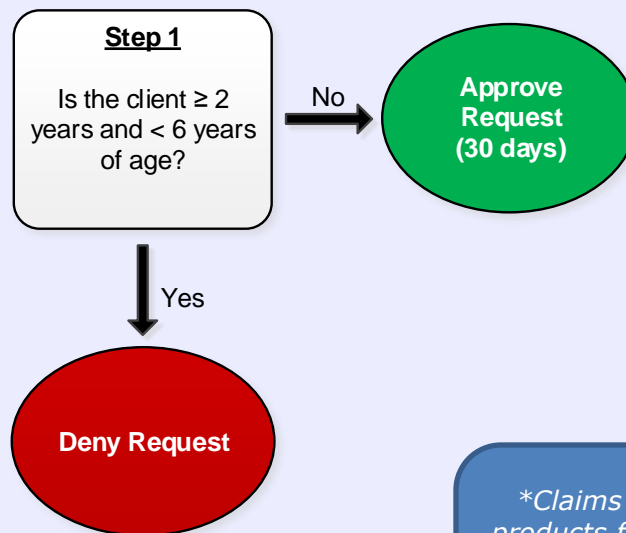 Step 1
Is the client ≥ 2
years and < 6 years
of age?
No
Approve
Request
(30 days)
Yes
Deny Request
*Claims
products f